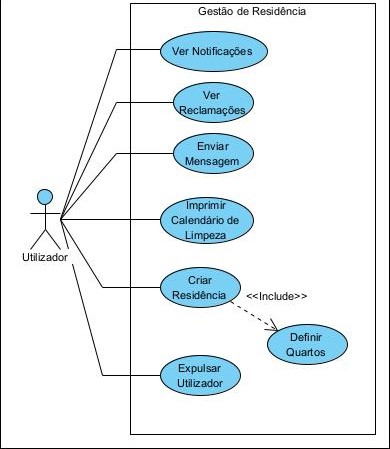 Gestão de Residência
Ver Notificações
Ver
Reclamações
Enviar
Mensagem
Imprimir
Calendário de
Limpeza
Utilizador
Criar
Residência
<<Include>>
Definir
Quartos
Expulsar
Utilizador